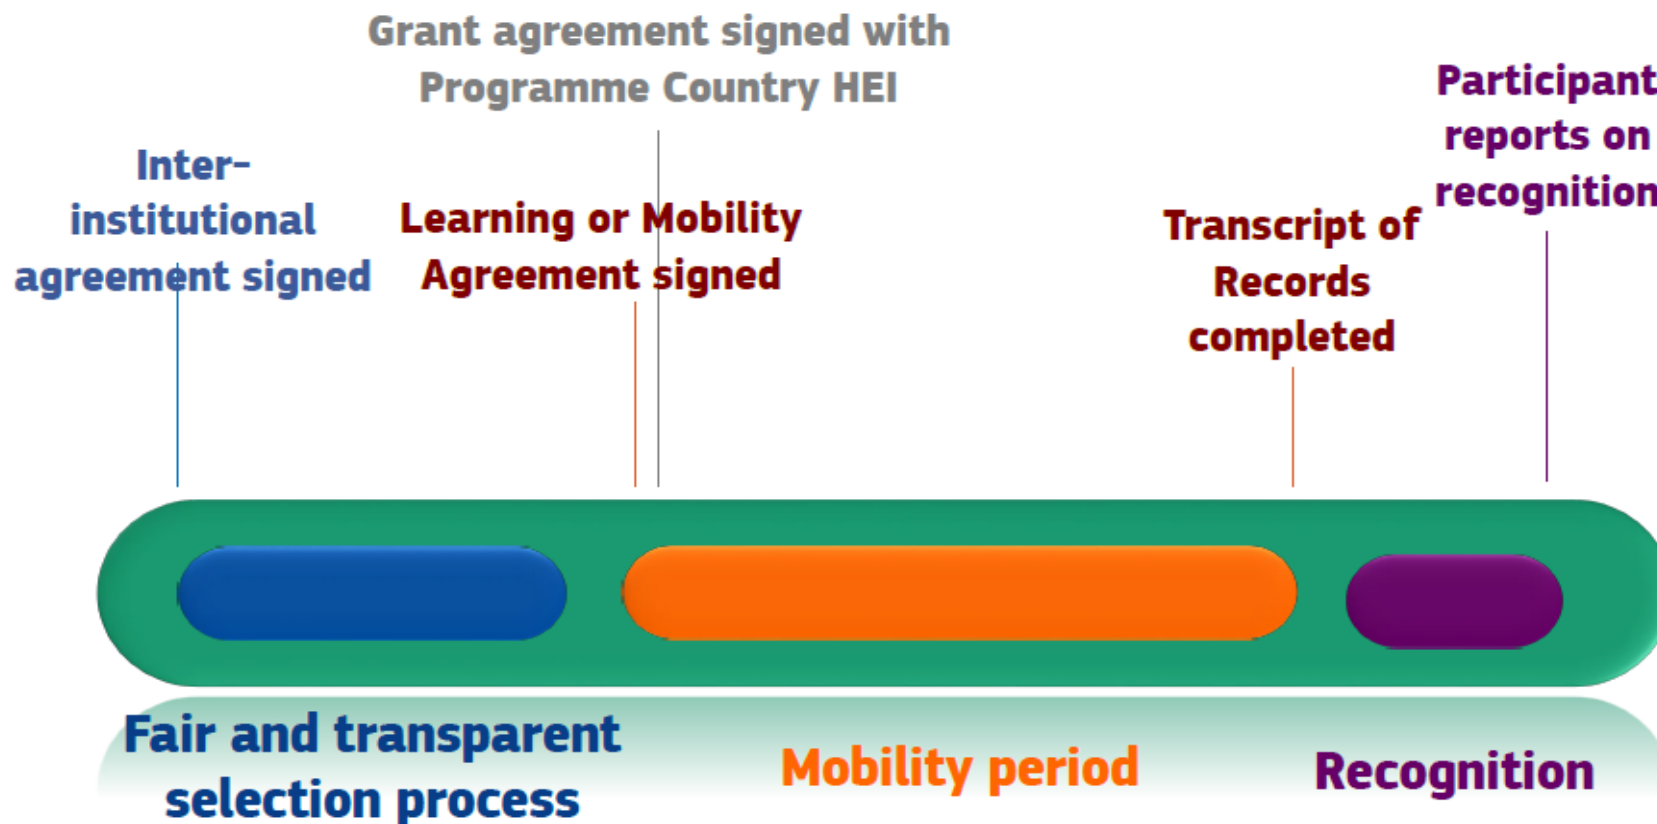 Grant agreement signed with
Programme Country HEI
Inter-
institutional
agreement signed
Learning or Mobility
Agreement signed
Transcript of
Records
completed
Participant
reports on
recognition
Fair and transparent
selection process
Mobility period
Recognition